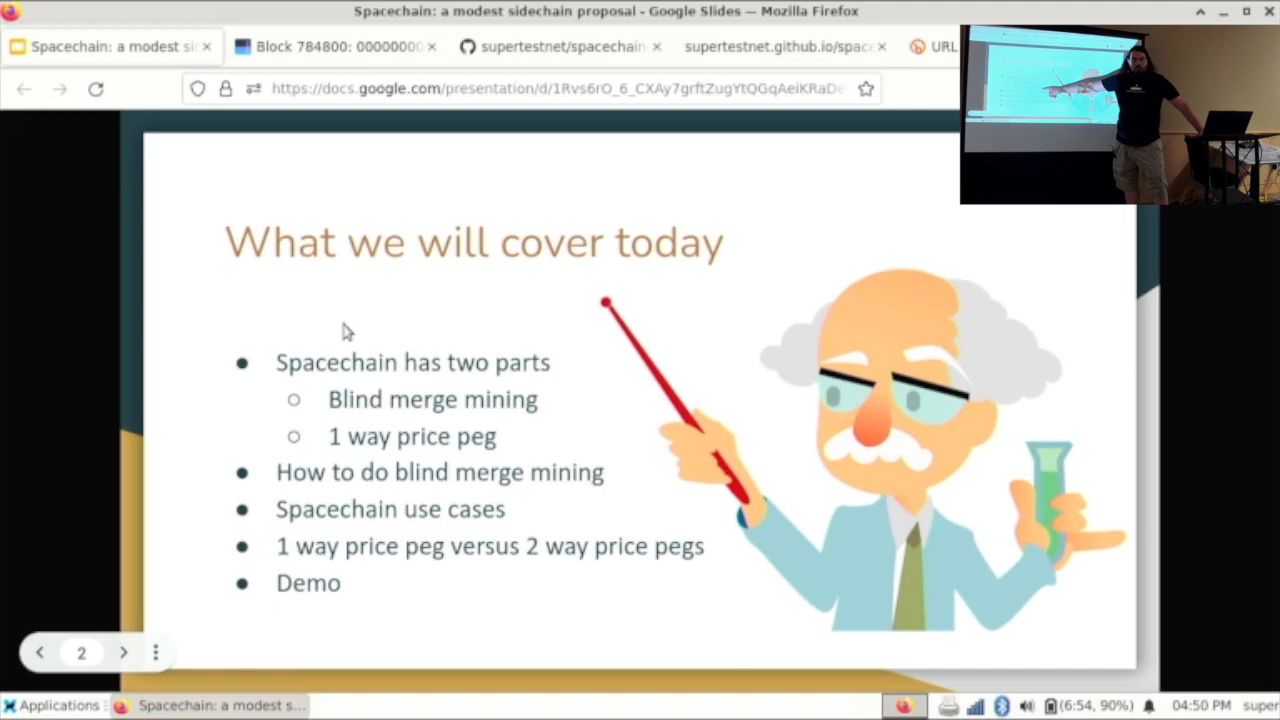 Spacechain: a modest sidechain proposal - Google Slides — Mozilla Firefox
Spacechain: a modest si
Block 784800: 00000000
supertestnet/spacechain
supertestnet.github.io/space
URL
https://docs.google.com/presentation/d/1Rvs6rO_6_CXAy7grftZugYtQGqAeiKRaDe
What we will cover today
● Spacechain has two parts
○ Blind merge mining
○ 1 way price peg
● How to do blind merge mining
● Spacechain use cases
● 1 way price peg versus 2 way price pegs
● Demo
2
Applications
Spacechain: a modest s...
(6:54, 90%)
04:50 PM
super